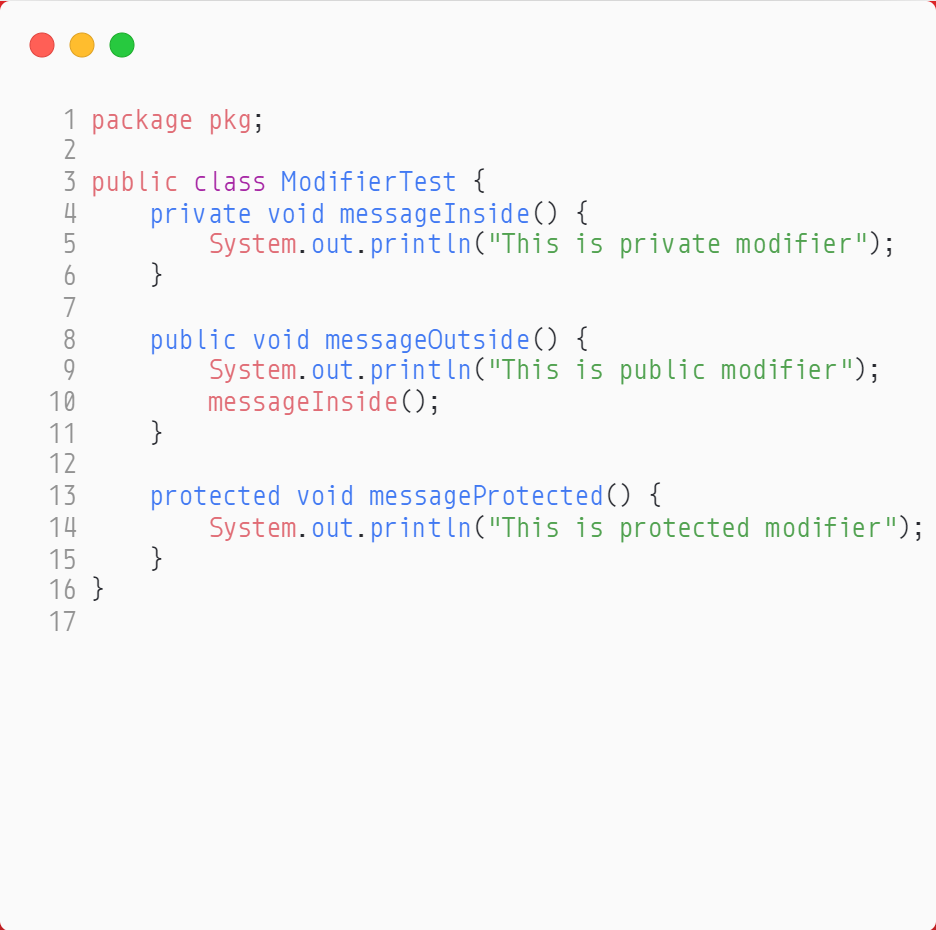 1 package pkg;
2
3 public class ModifierTest {
4     private void messageInside() {
5         System.out.println("This is private modifier");
6     }
7
8     public void messageOutside() {
9         System.out.println("This is public modifier");
10         messageInside();
11     }
12
13     protected void messageProtected() {
14         System.out.println("This is protected modifier");
15     }
16 }
17